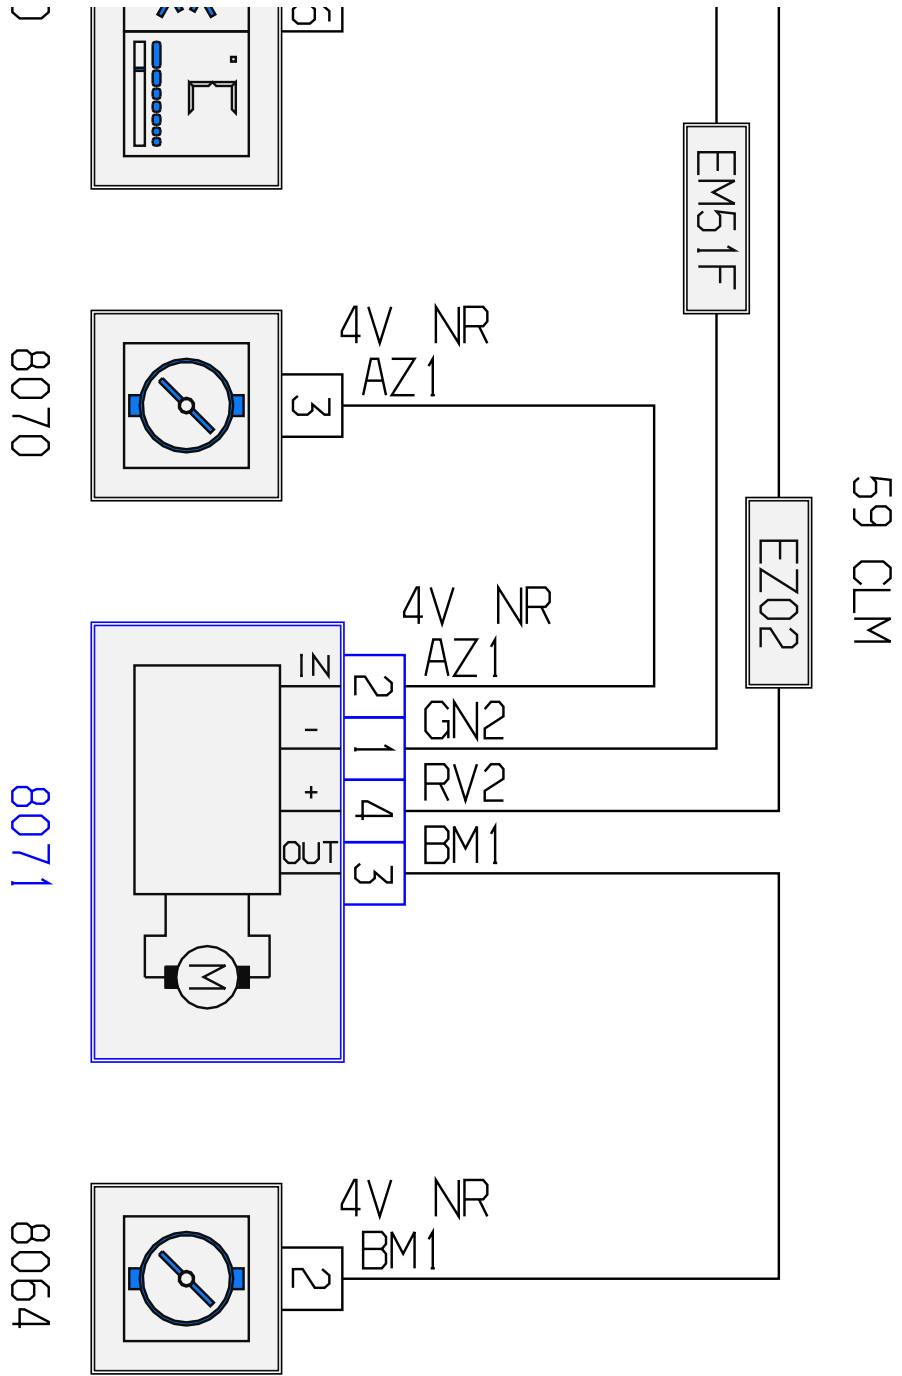 EM51F
4V NR
AZ1
8070
3
59 CLM
EZ02
4V NR
AZ1
IN
2
GN2
-
1
RV2
+
4
BM1
OUT
3
8071
M
4V NR
BM1
8064
2